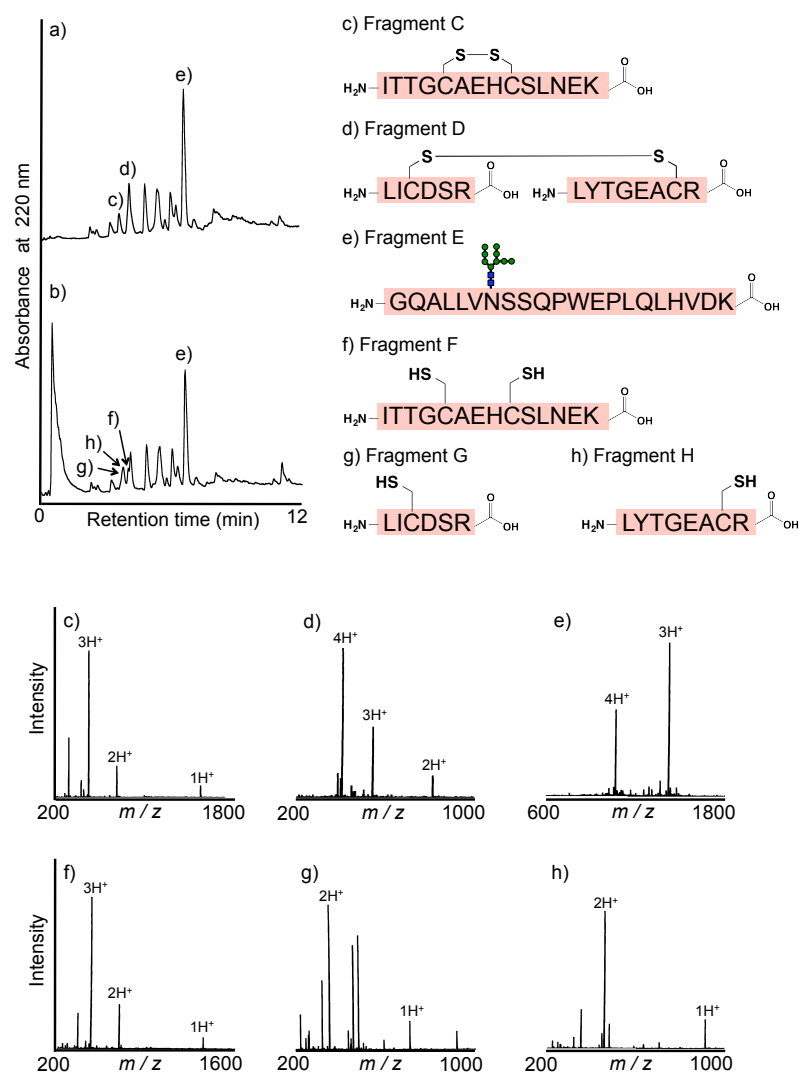 a)
e)
d)
c)
b)
e)
f)
h)
g)
Absorbance at 220 nm
0
Retention time (min)
12
c) Fragment C
S S
H₂N ITTGCAEHCSLNEK O OH
d) Fragment D
S S
H₂N LICDSR O OH H₂N LYTGEACR O OH
e) Fragment E
H₂N GQALLVNSSQPWEPLQLHVDK O OH
f) Fragment F
HS SH
H₂N ITTGCAEHCSLNEK O OH
g) Fragment G
HS
H₂N LICDSR O OH
h) Fragment H
SH
H₂N LYTGEACR O OH
Intensity
c)
3H⁺
2H⁺
1H⁺
200 m / z 1800
d)
4H⁺
3H⁺
2H⁺
200 m / z 1000
e)
3H⁺
4H⁺
600 m / z 1800
Intensity
f)
3H⁺
2H⁺
1H⁺
200 m / z 1600
g)
2H⁺
1H⁺
200 m / z 1000
h)
2H⁺
1H⁺
200 m / z 1000